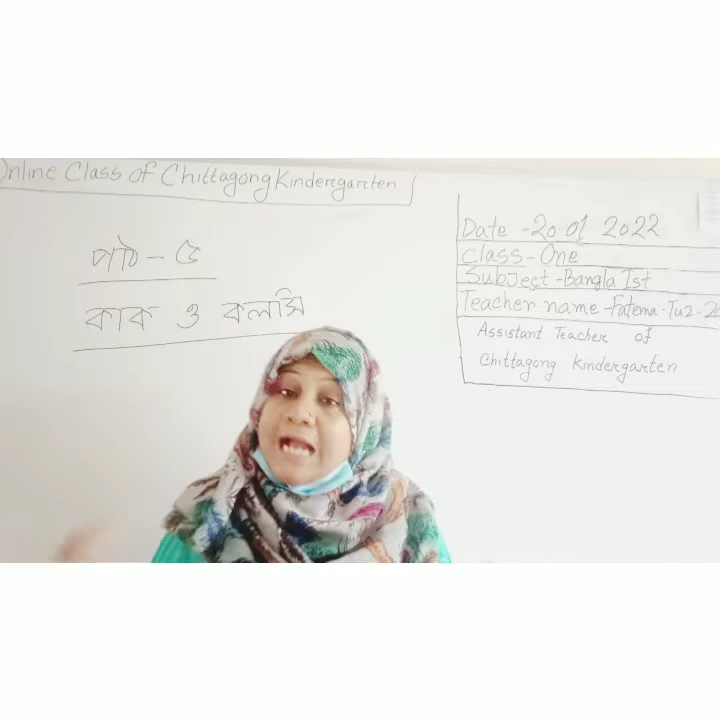 Online Class of Chittagong Kindergarten
পাঠ - ৫
কাক ও কলসি
Date - 20 01 2022
Class - One
Subject - Bangla 1st
Teacher name - Fatema - Tuz -
Assistant Teacher of
Chittagong Kindergarten